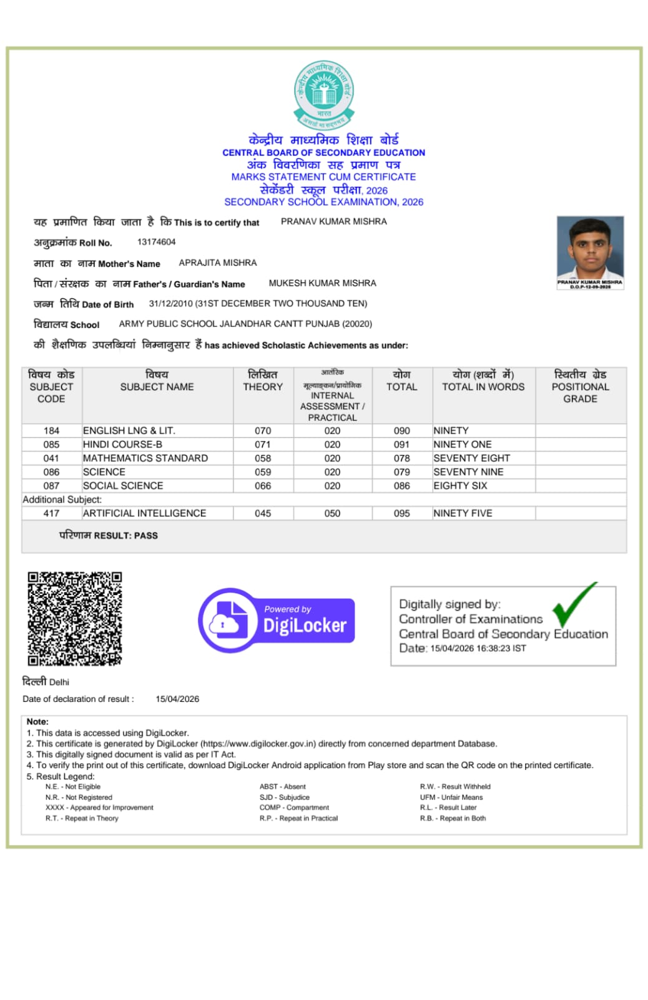 केन्द्रीय माध्यमिक शिक्षा बोर्ड
भारत
असतो मा सद्गमय
केन्द्रीय माध्यमिक शिक्षा बोर्ड
CENTRAL BOARD OF SECONDARY EDUCATION
अंक विवरणिका सह प्रमाण पत्र
MARKS STATEMENT CUM CERTIFICATE
सेकेंडरी स्कूल परीक्षा, 2026
SECONDARY SCHOOL EXAMINATION, 2026
यह प्रमाणित किया जाता है कि This is to certify that PRANAV KUMAR MISHRA
अनुक्रमांक Roll No. 13174604
माता का नाम Mother's Name APRAJITA MISHRA
पिता / संरक्षक का नाम Father's / Guardian's Name MUKESH KUMAR MISHRA
PRANAV KUMAR MISHRA
D.O.P-12-09-2025
जन्म तिथि Date of Birth 31/12/2010 (31ST DECEMBER TWO THOUSAND TEN)
विद्यालय School ARMY PUBLIC SCHOOL JALANDHAR CANTT PUNJAB (20020)
की शैक्षणिक उपलब्धियां निम्नानुसार हैं has achieved Scholastic Achievements as under:
विषय कोड SUBJECT CODE विषय SUBJECT NAME लिखित THEORY आतंरिक मूल्याङ्कन/प्रायोगिक INTERNAL ASSESSMENT / PRACTICAL योग TOTAL योग (शब्दों में) TOTAL IN WORDS स्थितीय ग्रेड POSITIONAL GRADE
184 ENGLISH LNG & LIT. 070 020 090 NINETY
085 HINDI COURSE-B 071 020 091 NINETY ONE
041 MATHEMATICS STANDARD 058 020 078 SEVENTY EIGHT
086 SCIENCE 059 020 079 SEVENTY NINE
087 SOCIAL SCIENCE 066 020 086 EIGHTY SIX
Additional Subject:
417 ARTIFICIAL INTELLIGENCE 045 050 095 NINETY FIVE
परिणाम RESULT: PASS
Powered by
DigiLocker
Digitally signed by:
Controller of Examinations
Central Board of Secondary Education
Date: 15/04/2026 16:38:23 IST
दिल्ली Delhi
Date of declaration of result : 15/04/2026
Note:
1. This data is accessed using DigiLocker.
2. This certificate is generated by DigiLocker (https://www.digilocker.gov.in) directly from concerned department Database.
3. This digitally signed document is valid as per IT Act.
4. To verify the print out of this certificate, download DigiLocker Android application from Play store and scan the QR code on the printed certificate.
5. Result Legend:
N.E. - Not Eligible ABST - Absent R.W. - Result Withheld
N.R. - Not Registered SJD - Subjudice UFM - Unfair Means
XXXX - Appeared for Improvement COMP - Compartment R.L. - Result Later
R.T. - Repeat in Theory R.P. - Repeat in Practical R.B. - Repeat in Both